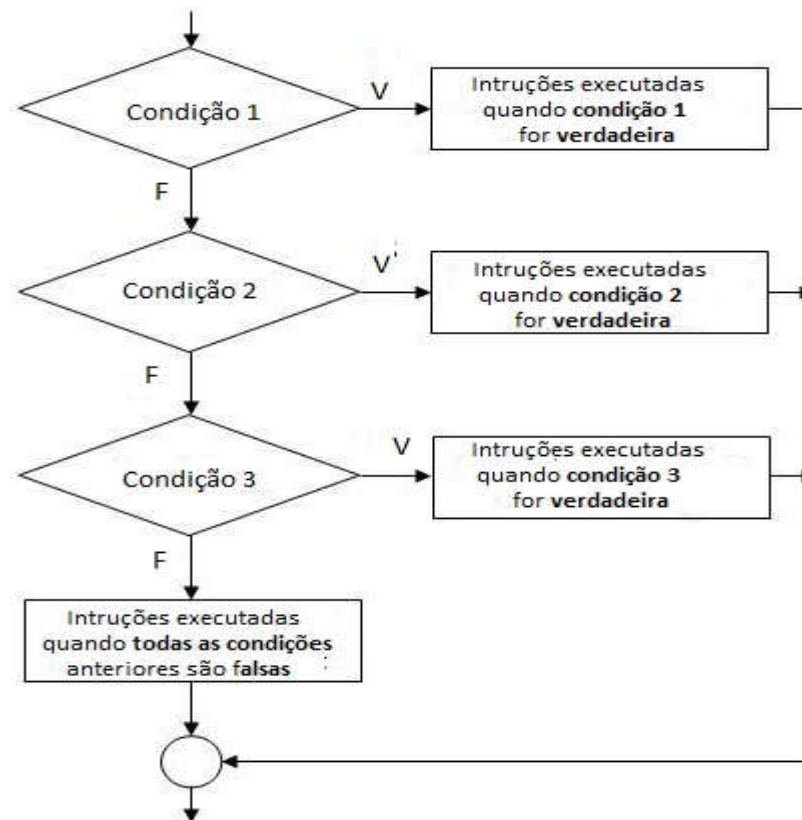 Condição 1
V
Intruções executadas
quando condição 1
for verdadeira
F
Condição 2
V
Intruções executadas
quando condição 2
for verdadeira
F
Condição 3
V
Intruções executadas
quando condição 3
for verdadeira
F
Intruções executadas
quando todas as condições
anteriores são falsas